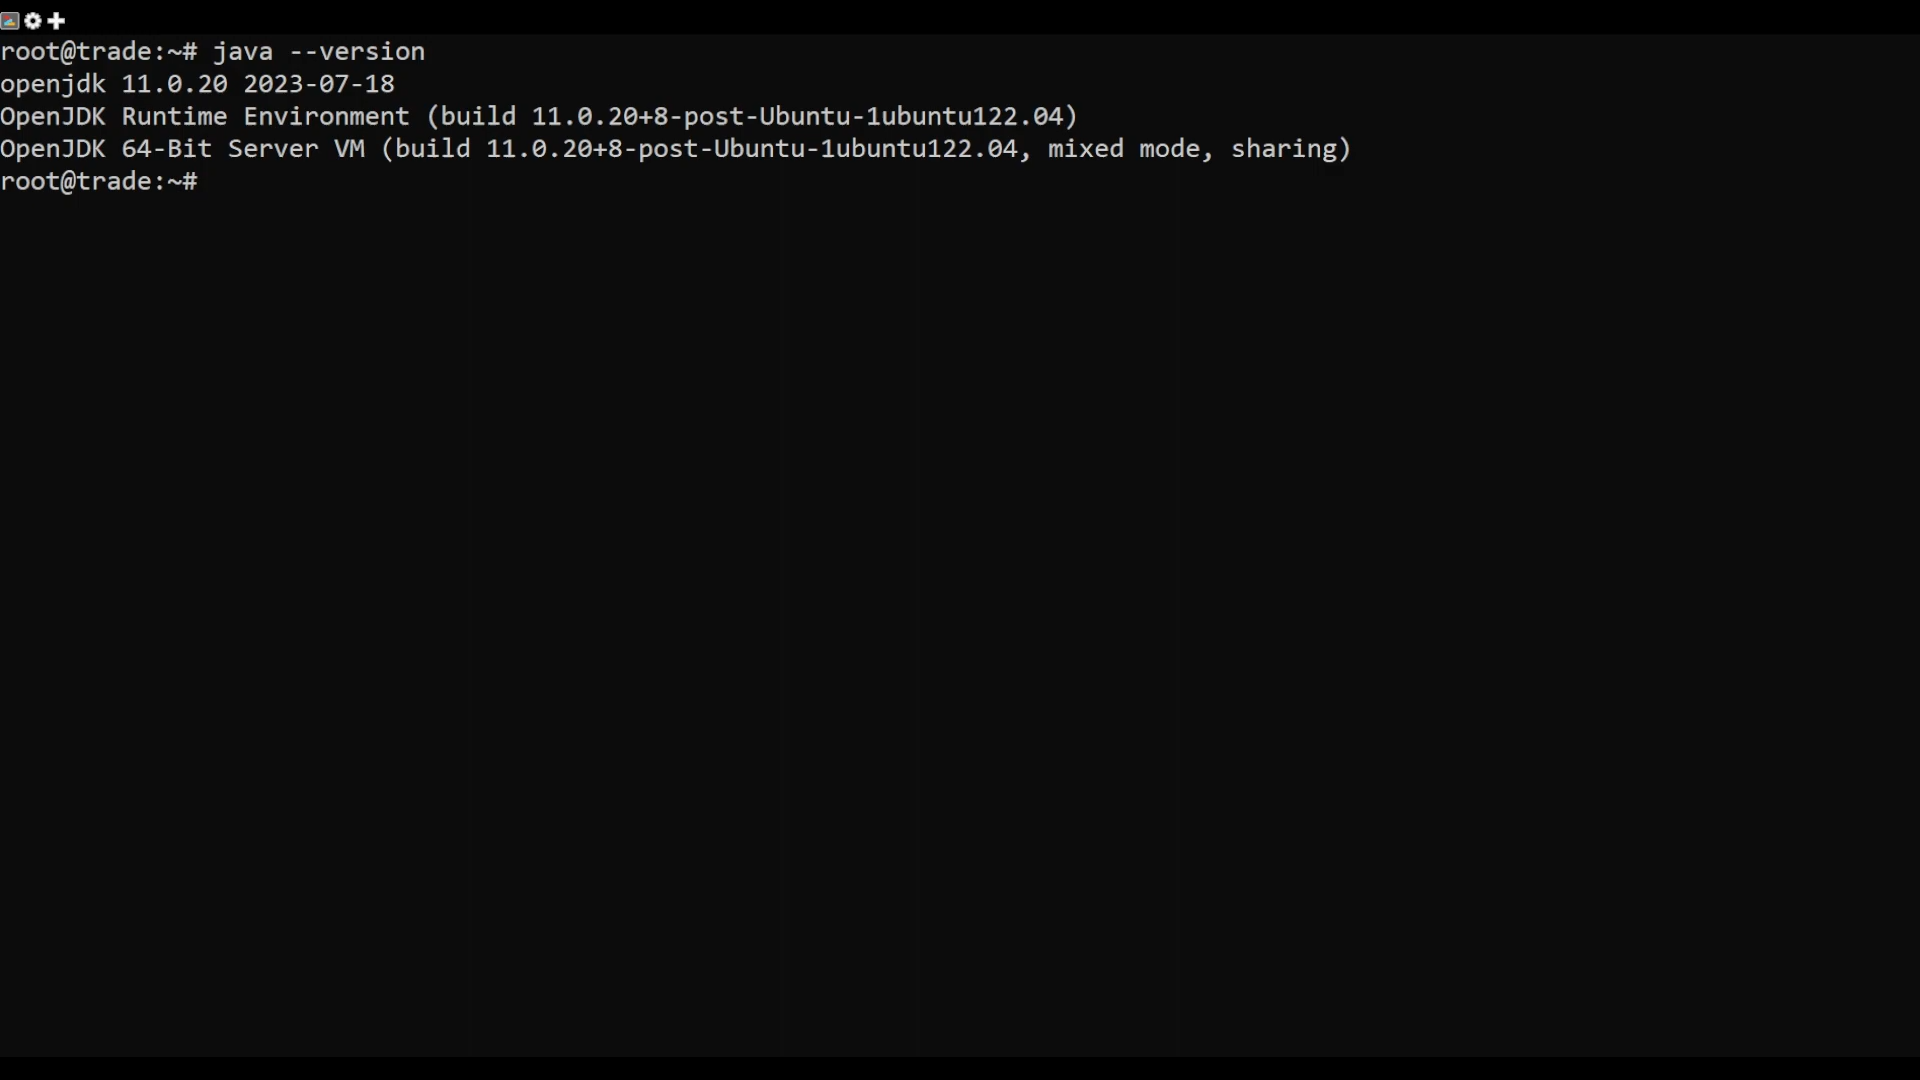 root@trade:~# java --version
openjdk 11.0.20 2023-07-18
OpenJDK Runtime Environment (build 11.0.20+8-post-Ubuntu-1ubuntu122.04)
OpenJDK 64-Bit Server VM (build 11.0.20+8-post-Ubuntu-1ubuntu122.04, mixed mode, sharing)
root@trade:~#